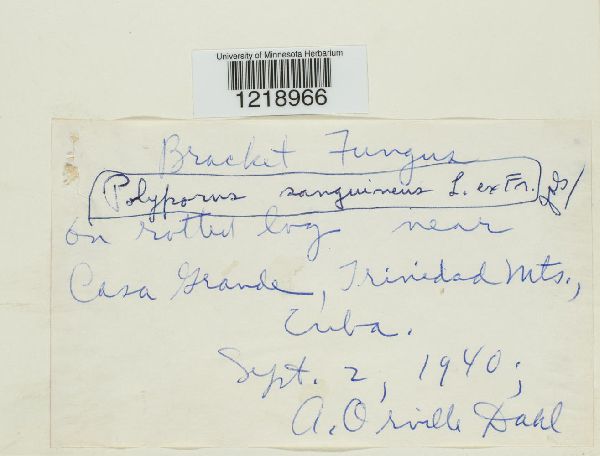 University of Minnesota Herbarium
1218966
Bracket Fungus
Polyporus sanguineus L. ex Fr.
on rotted log near
Casa Grande, Trinidad Mts.,
Cuba.
Sept. 2, 1940;
A. Orville Dahl